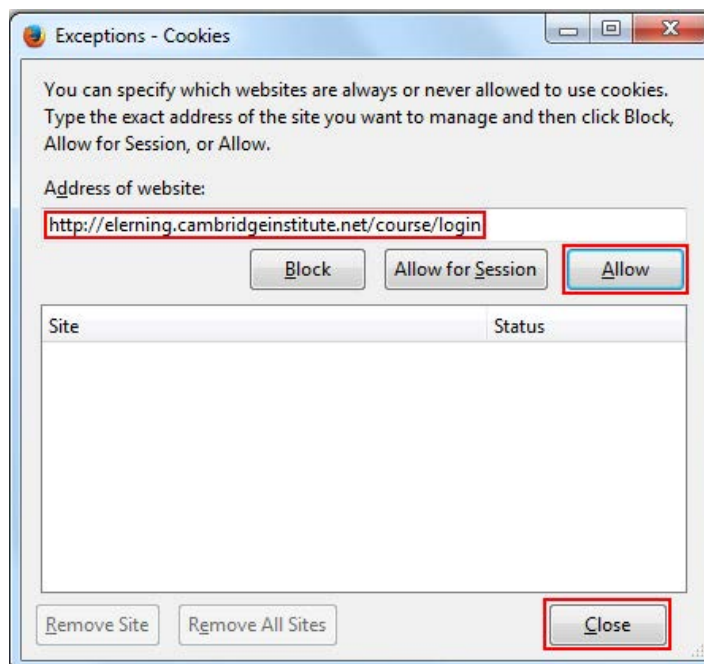 Exceptions - Cookies
You can specify which websites are always or never allowed to use cookies.
Type the exact address of the site you want to manage and then click Block,
Allow for Session, or Allow.
Address of website:
http://elerning.cambridgeinstitute.net/course/login
Block Allow for Session Allow
Site Status
Remove Site Remove All Sites Close